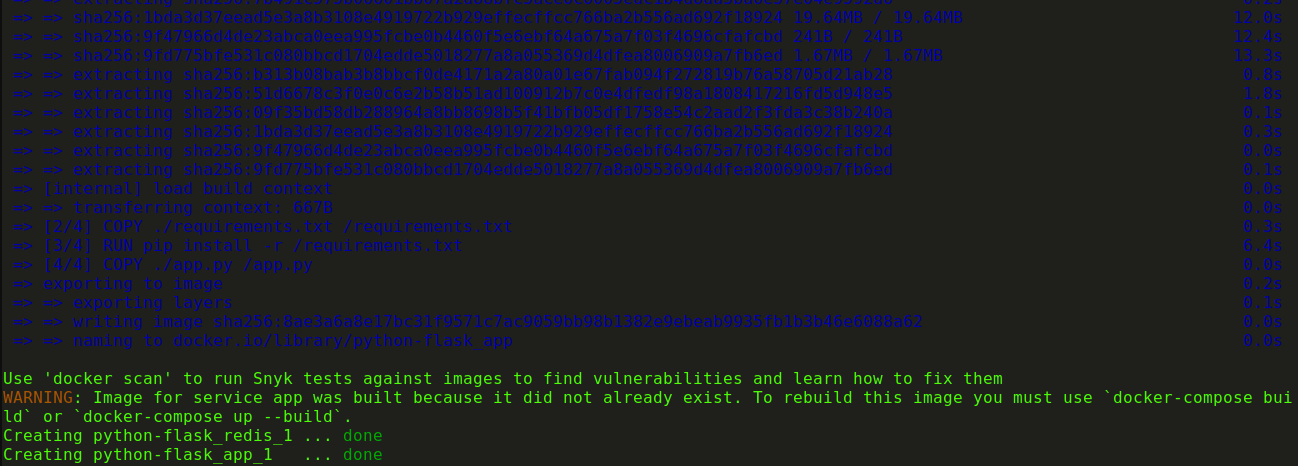 => => sha256:1bda3d37eead5e3a8b3108e4919722b929effecffcc766ba2b556ad692f18924 19.64MB / 19.64MB 12.0s
=> => sha256:9f47966d4de23abca0eea995fcbe0b4460f5e6ebf64a675a7f03f4696cfafcbd 241B / 241B 12.4s
=> => sha256:9fd775bfe531c080bbcd1704edde5018277a8a055369d4dfea8006909a7fb6ed 1.67MB / 1.67MB 13.3s
=> => extracting sha256:b313b08bab3b8bbcf0de4171a2a80a01e67fab094f272819b76a58705d21ab28 0.8s
=> => extracting sha256:51d6678c3f0e0c6e2b58b51ad100912b7c0e4dfedf98a1808417216fd5d948e5 1.8s
=> => extracting sha256:09f35bd58db288964a8bb8698b5f41bfb05df1758e54c2aad2f3fda3c38b240a 0.1s
=> => extracting sha256:1bda3d37eead5e3a8b3108e4919722b929effecffcc766ba2b556ad692f18924 0.3s
=> => extracting sha256:9f47966d4de23abca0eea995fcbe0b4460f5e6ebf64a675a7f03f4696cfafcbd 0.0s
=> => extracting sha256:9fd775bfe531c080bbcd1704edde5018277a8a055369d4dfea8006909a7fb6ed 0.1s
=> [internal] load build context 0.0s
=> => transferring context: 667B 0.0s
=> [2/4] COPY ./requirements.txt /requirements.txt 0.3s
=> [3/4] RUN pip install -r /requirements.txt 6.4s
=> [4/4] COPY ./app.py /app.py 0.0s
=> exporting to image 0.2s
=> => exporting layers 0.1s
=> => writing image sha256:8ae3a6a8e17bc31f9571c7ac9059bb98b1382e9ebeab9935fb1b3b46e6088a62 0.0s
=> => naming to docker.io/library/python-flask_app 0.0s
Use 'docker scan' to run Snyk tests against images to find vulnerabilities and learn how to fix them
WARNING: Image for service app was built because it did not already exist. To rebuild this image you must use `docker-compose bui
ld` or `docker-compose up --build`.
Creating python-flask_redis_1 ... done
Creating python-flask_app_1   ... done